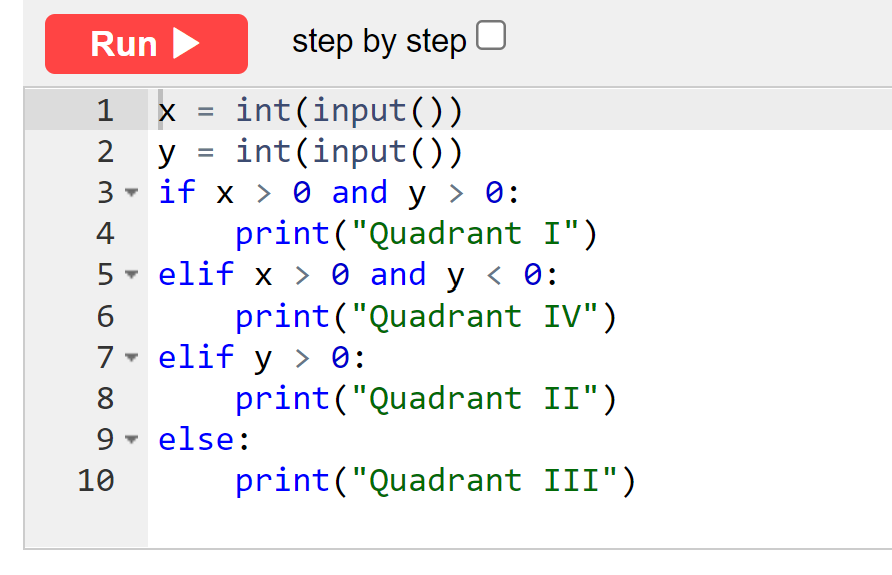 Run step by step
1 x = int(input())
2 y = int(input())
3 if x > 0 and y > 0:
4     print("Quadrant I")
5 elif x > 0 and y < 0:
6     print("Quadrant IV")
7 elif y > 0:
8     print("Quadrant II")
9 else:
10     print("Quadrant III")